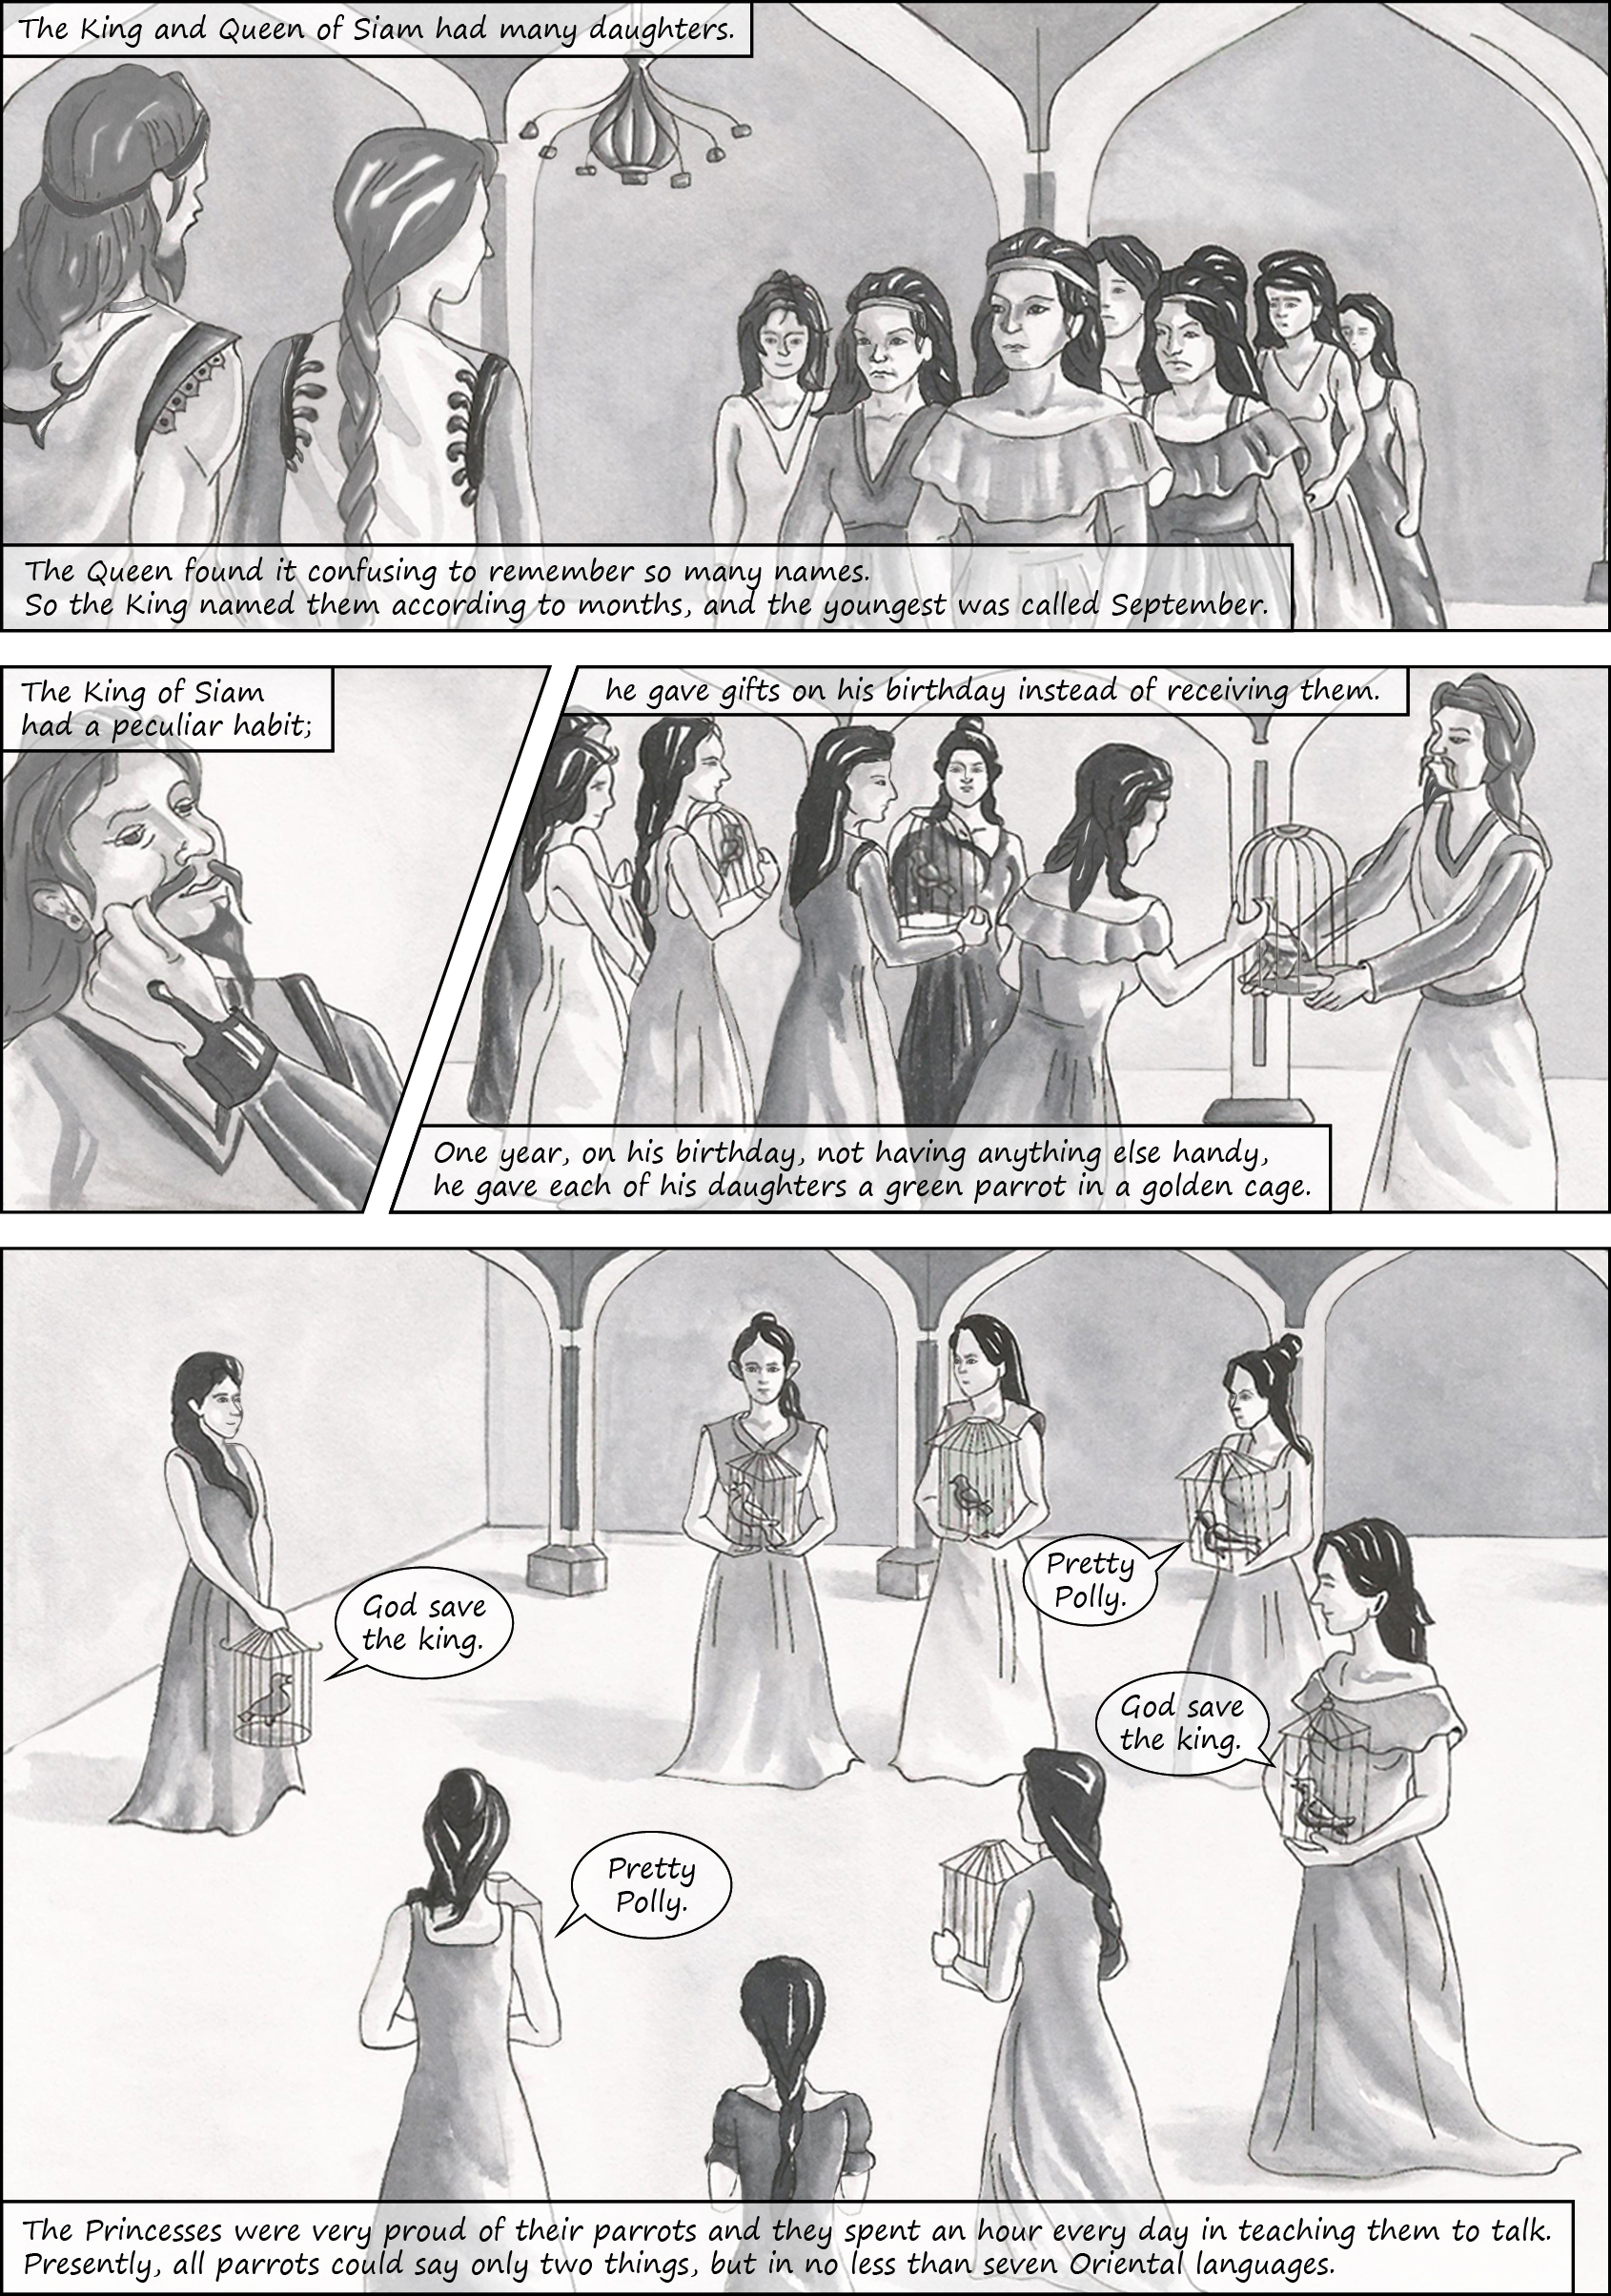 The King and Queen of Siam had many daughters.
The Queen found it confusing to remember so many names.
So the King named them according to months, and the youngest was called September.
The King of Siam
had a peculiar habit;
he gave gifts on his birthday instead of receiving them.
One year, on his birthday, not having anything else handy,
he gave each of his daughters a green parrot in a golden cage.
God save
the king.
Pretty
Polly.
God save
the king.
Pretty
Polly.
The Princesses were very proud of their parrots and they spent an hour every day in teaching them to talk.
Presently, all parrots could say only two things, but in no less than seven Oriental languages.